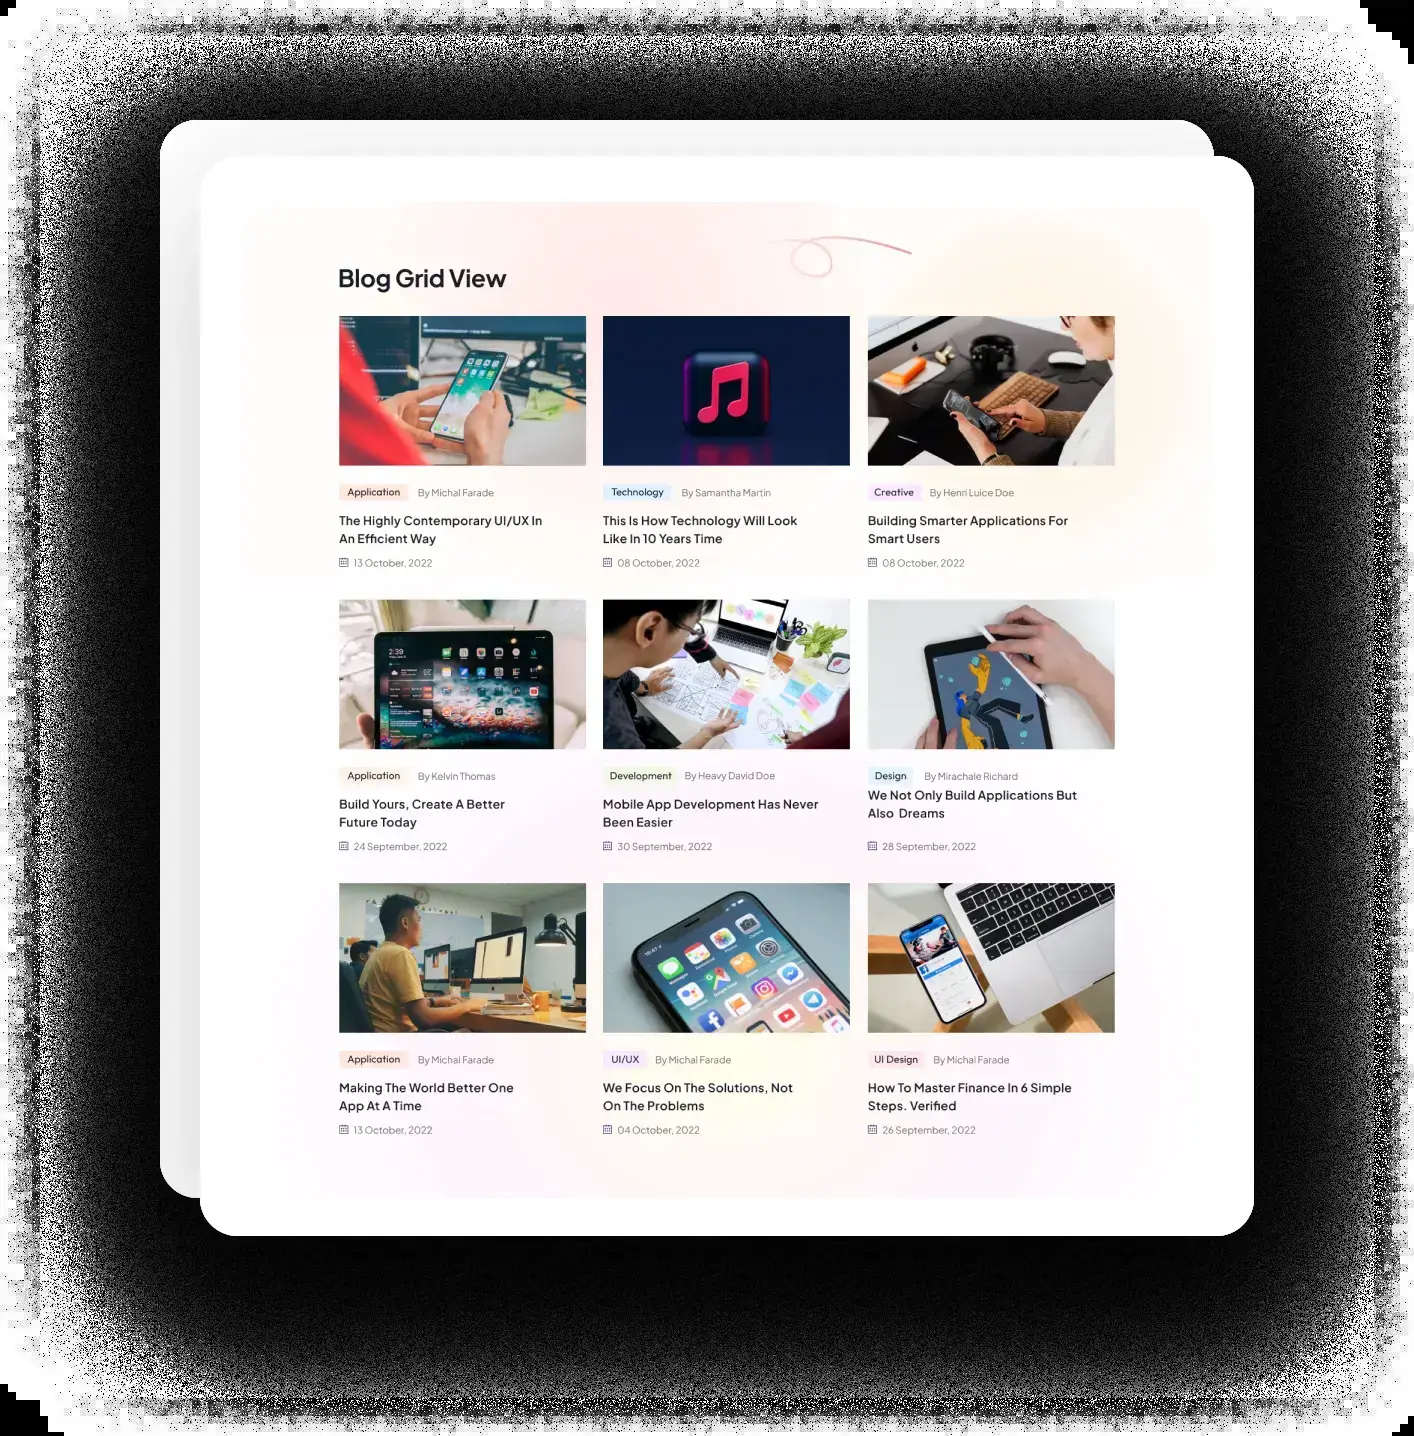 Blog Grid View
Application By Michal Farade
The Highly Contemporary UI/UX In
An Efficient Way
13 October, 2022
Technology By Samantha Martin
This Is How Technology Will Look
Like In 10 Years Time
08 October, 2022
Creative By Henri Luice Doe
Building Smarter Applications For
Smart Users
08 October, 2022
2:39
Application By Kelvin Thomas
Build Yours, Create A Better
Future Today
24 September, 2022
Development By Heavy David Doe
Mobile App Development Has Never
Been Easier
30 September, 2022
Design By Mirachale Richard
We Not Only Build Applications But
Also Dreams
28 September, 2022
Application By Michal Farade
Making The World Better One
App At A Time
13 October, 2022
UI/UX By Michal Farade
We Focus On The Solutions, Not
On The Problems
04 October, 2022
UI Design By Michal Farade
How To Master Finance In 6 Simple
Steps. Verified
26 September, 2022